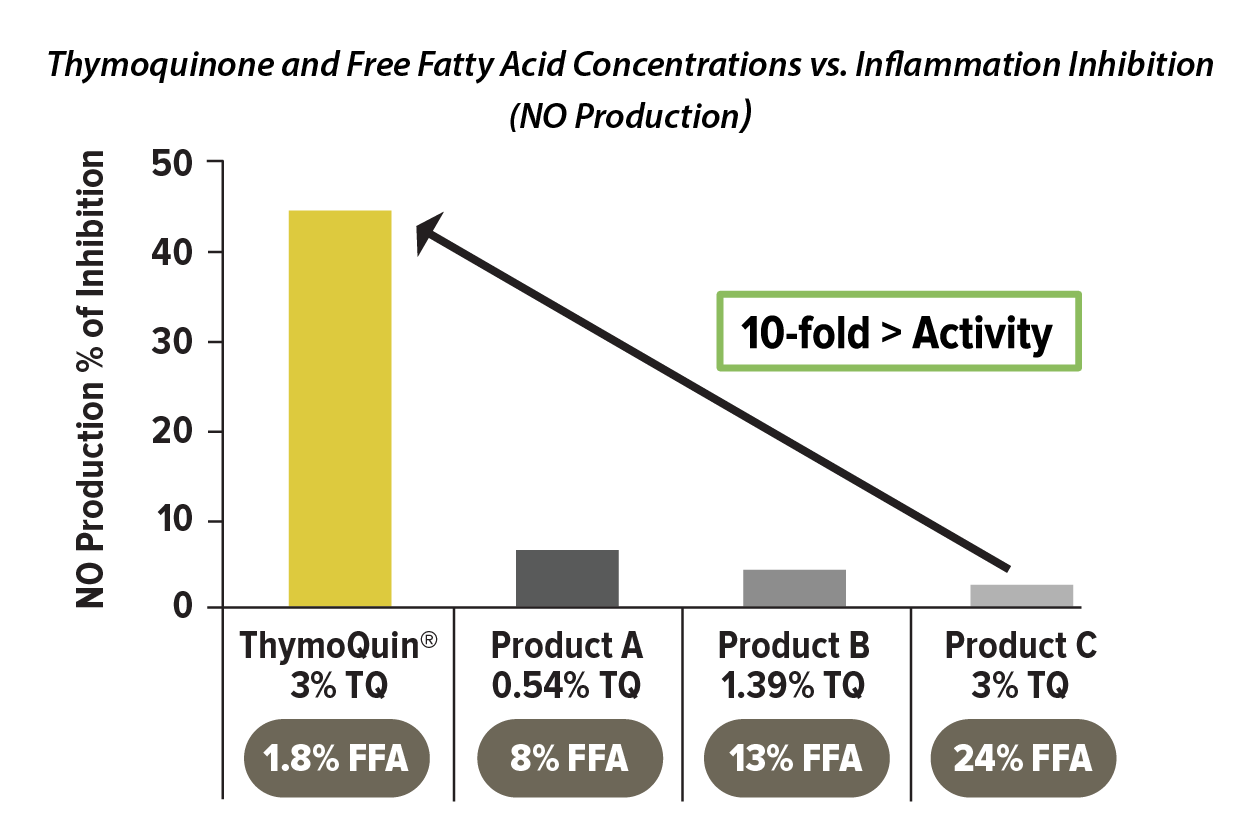 Thymoquinone and Free Fatty Acid Concentrations vs. Inflammation Inhibition
(NO Production)
NO Production % of Inhibition
50
40
30
20
10
0
10-fold > Activity
ThymoQuin®
3% TQ
1.8% FFA
Product A
0.54% TQ
8% FFA
Product B
1.39% TQ
13% FFA
Product C
3% TQ
24% FFA